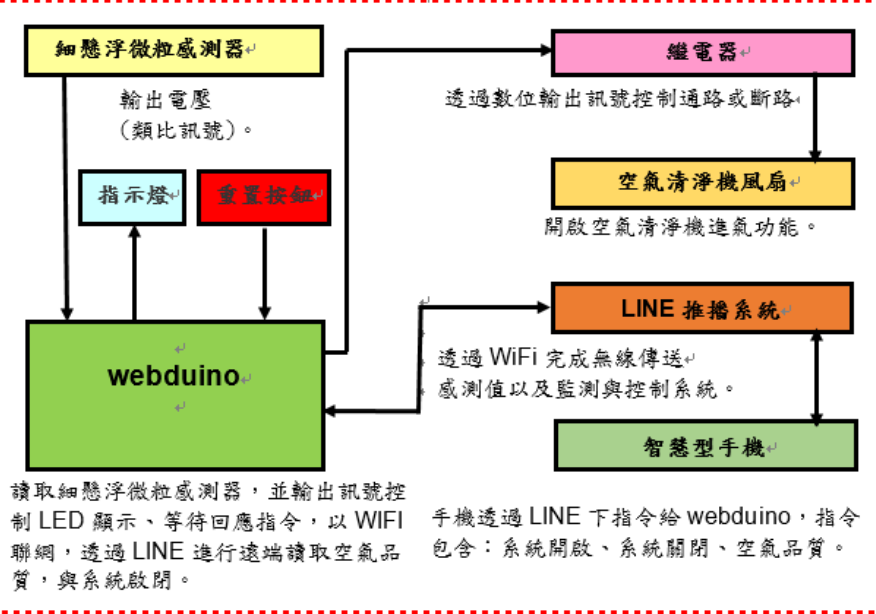 細懸浮微粒感測器
輸出電壓
(類比訊號)。
指示燈
重置按鈕
webduino
讀取細懸浮微粒感測器，並輸出訊號控
制 LED 顯示、等待回應指令，以 WIFI
聯網，透過 LINE 進行遠端讀取空氣品
質，與系統啟閉。
繼電器
透過數位輸出訊號控制通路或斷路
空氣清淨機風扇
開啟空氣清淨機進氣功能。
LINE 推播系統
透過 WiFi 完成無線傳送
感測值以及監測與控制系統。
智慧型手機
手機透過 LINE 下指令給 webduino，指令
包含：系統開啟、系統關閉、空氣品質。